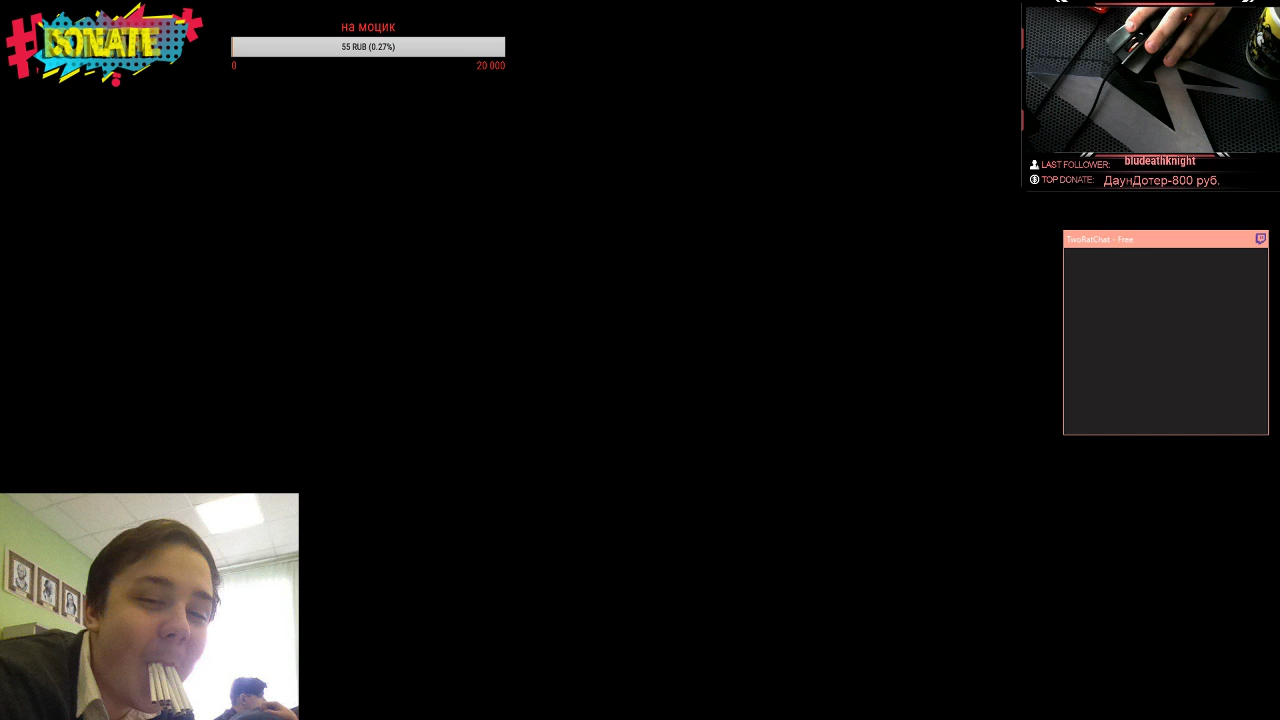 на моцик
55 RUB (0.27%)
0
20 000
LAST FOLLOWER:
bludeathknight
TOP DONATE:
ДаунДотер-800 руб.
TwoRatChat - Free